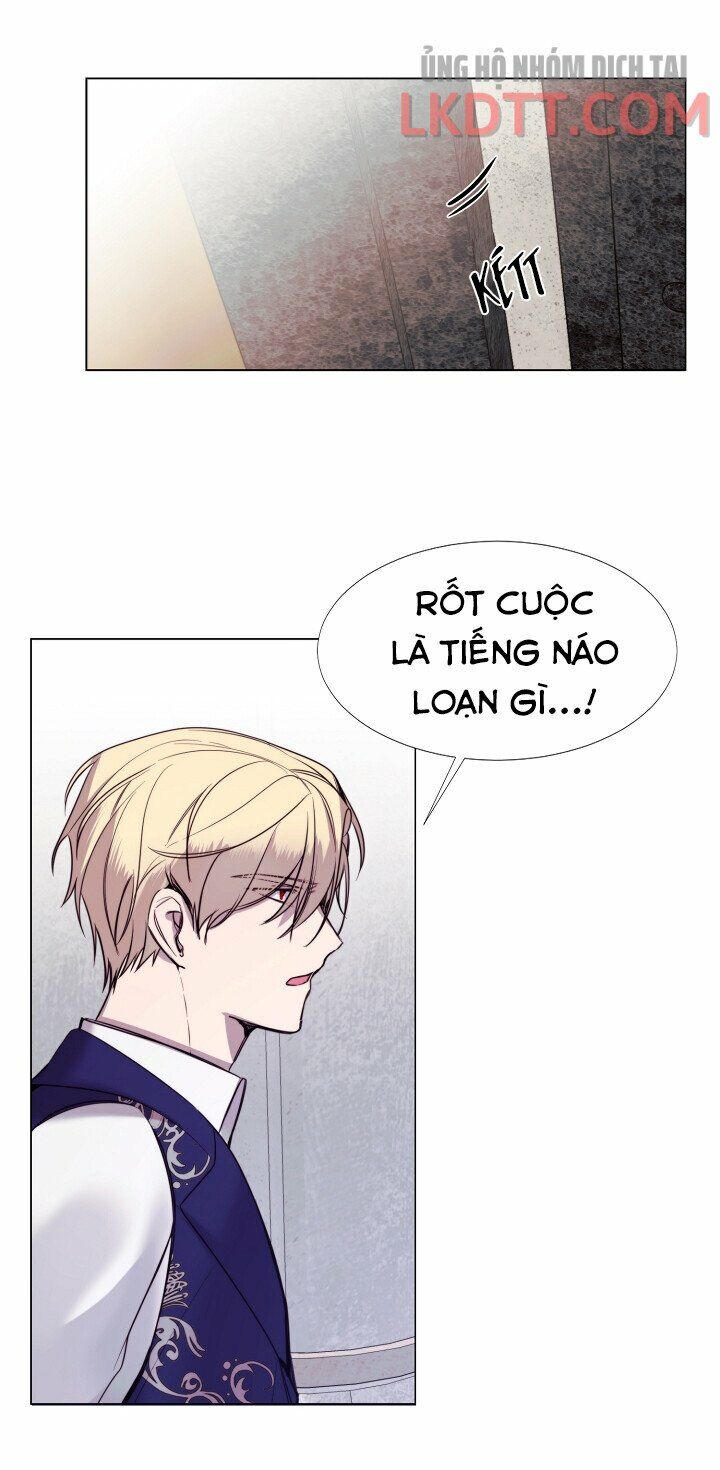 ỦNG HỘ NHÓM DỊCH TẠI
LKDTT.COM
KÉTT
RỐT CUỘC
LÀ TIẾNG NÁO
LOẠN GÌ...!